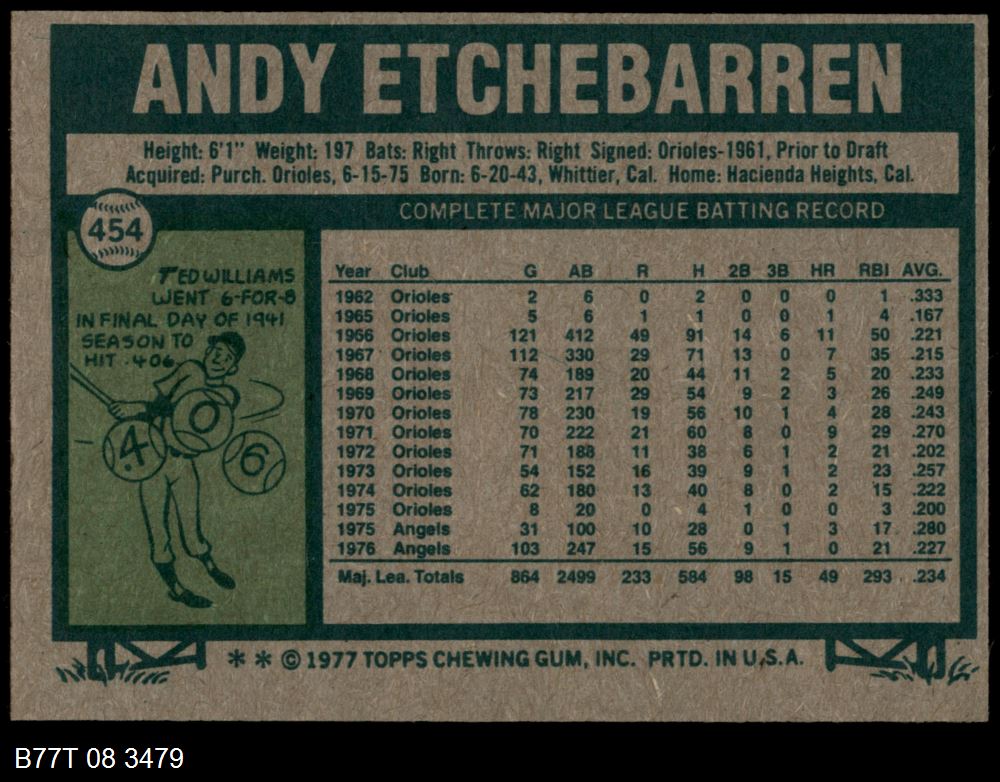 ANDY ETCHEBARREN
Height: 6'1" Weight: 197 Bats: Right Throws: Right Signed: Orioles-1961, Prior to Draft
Acquired: Purch. Orioles, 6-15-75 Born: 6-20-43, Whittier, Cal. Home: Hacienda Heights, Cal.
454
COMPLETE MAJOR LEAGUE BATTING RECORD
TED WILLIAMS
WENT 6-FOR-8
IN FINAL DAY OF 1941
SEASON TO
HIT .406
.4 0 6
Year Club G AB R H 2B 3B HR RBI AVG.
1962 Orioles 2 6 0 2 0 0 0 1 .333
1965 Orioles 5 6 1 1 0 0 1 4 .167
1966 Orioles 121 412 49 91 14 6 11 50 .221
1967 Orioles 112 330 29 71 13 0 7 35 .215
1968 Orioles 74 189 20 44 11 2 5 20 .233
1969 Orioles 73 217 29 54 9 2 3 26 .249
1970 Orioles 78 230 19 56 10 1 4 28 .243
1971 Orioles 70 222 21 60 8 0 9 29 .270
1972 Orioles 71 188 11 38 6 1 2 21 .202
1973 Orioles 54 152 16 39 9 1 2 23 .257
1974 Orioles 62 180 13 40 8 0 2 15 .222
1975 Orioles 8 20 0 4 1 0 0 3 .200
1975 Angels 31 100 10 28 0 1 3 17 .280
1976 Angels 103 247 15 56 9 1 0 21 .227
Maj. Lea. Totals 864 2499 233 584 98 15 49 293 .234
* * © 1977 TOPPS CHEWING GUM, INC. PRTD. IN U.S.A.
B77T 08 3479